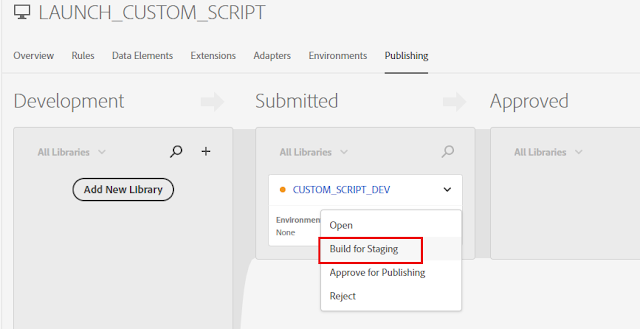 LAUNCH_CUSTOM_SCRIPT
Overview Rules Data Elements Extensions Adapters Environments Publishing
Development Submitted Approved
All Libraries All Libraries All Libraries
Add New Library
CUSTOM_SCRIPT_DEV
Environmen
None
Open
Build for Staging
Approve for Publishing
Reject